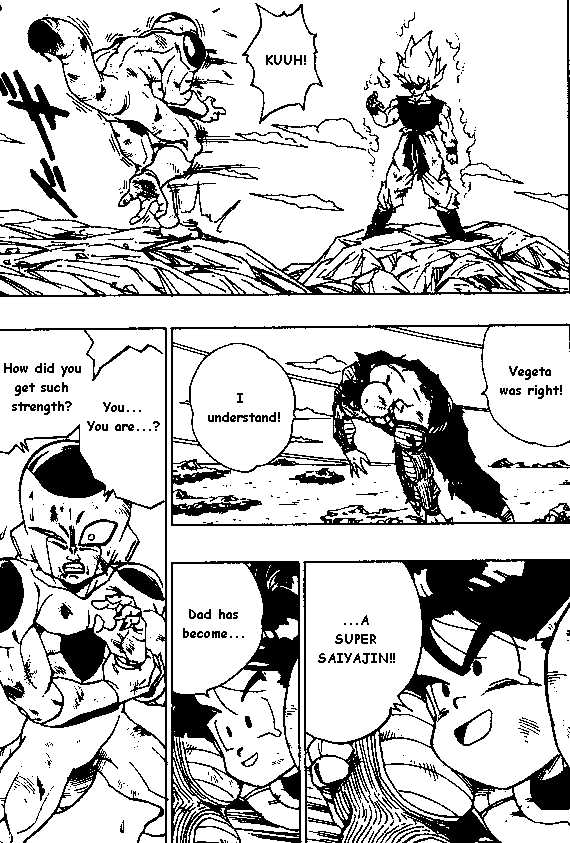 KUUH!
How did you
get such
strength?
You...
You are...?
I
understand!
Vegeta
was right!
Dad has
become...
...A
SUPER
SAIYAJIN!!